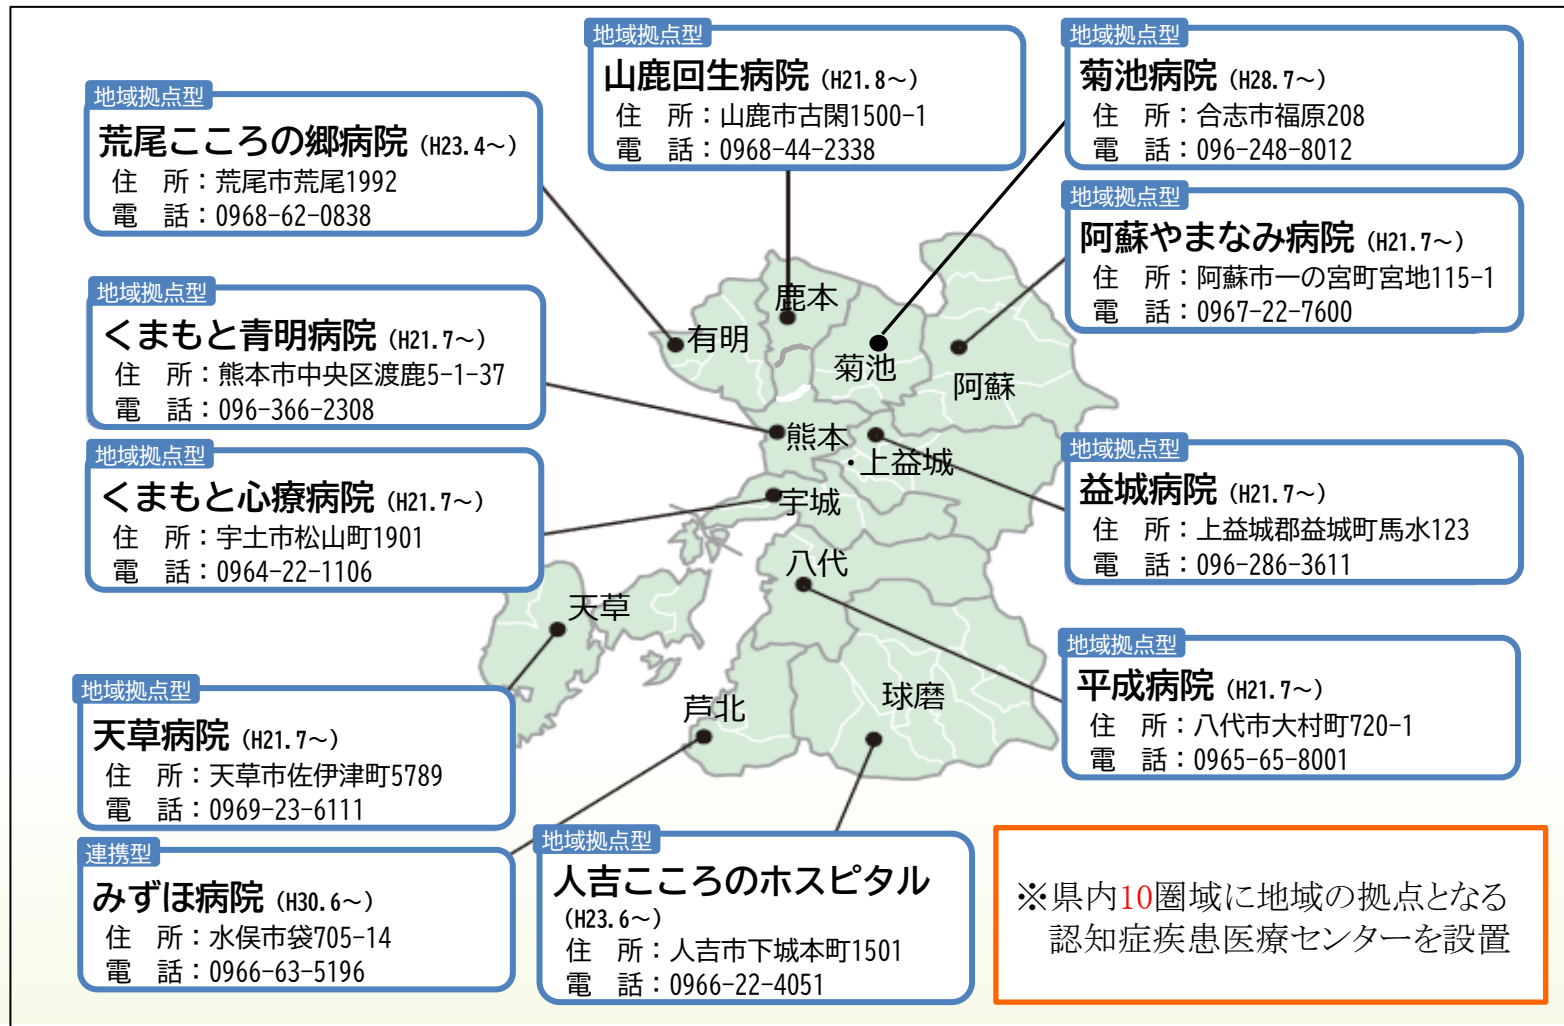 地域拠点型
荒尾こころの郷病院 (H23.4～)
住　所：荒尾市荒尾1992
電　話：0968-62-0838
地域拠点型
山鹿回生病院 (H21.8～)
住　所：山鹿市古閑1500-1
電　話：0968-44-2338
地域拠点型
菊池病院 (H28.7～)
住　所：合志市福原208
電　話：096-248-8012
地域拠点型
阿蘇やまなみ病院 (H21.7～)
住　所：阿蘇市一の宮町宮地115-1
電　話：0967-22-7600
地域拠点型
くまもと青明病院 (H21.7～)
住　所：熊本市中央区渡鹿5-1-37
電　話：096-366-2308
地域拠点型
くまもと心療病院 (H21.7～)
住　所：宇土市松山町1901
電　話：0964-22-1106
鹿本
有明
菊池
阿蘇
熊本
・上益城
宇城
八代
天草
芦北
球磨
地域拠点型
益城病院 (H21.7～)
住　所：上益城郡益城町馬水123
電　話：096-286-3611
地域拠点型
平成病院 (H21.7～)
住　所：八代市大村町720-1
電　話：0965-65-8001
地域拠点型
天草病院 (H21.7～)
住　所：天草市佐伊津町5789
電　話：0969-23-6111
連携型
みずほ病院 (H30.6～)
住　所：水俣市袋705-14
電　話：0966-63-5196
地域拠点型
人吉こころのホスピタル
(H23.6～)
住　所：人吉市下城本町1501
電　話：0966-22-4051
※県内10圏域に地域の拠点となる
認知症疾患医療センターを設置